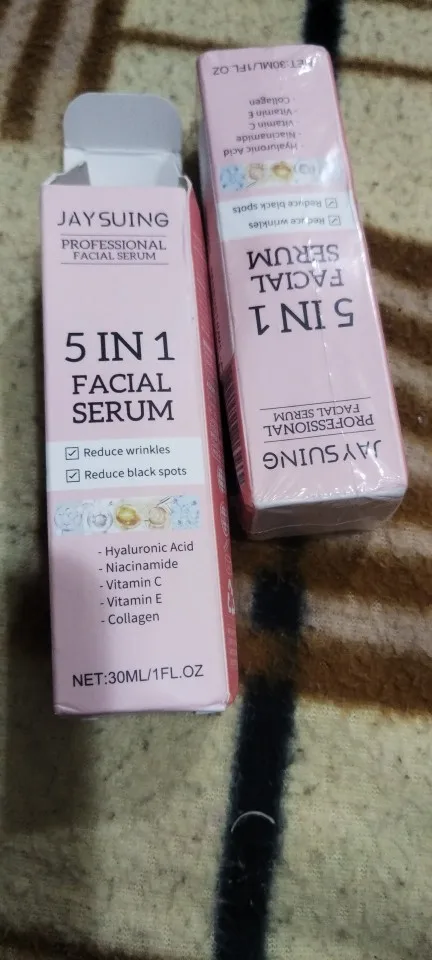 JAYSUING
PROFESSIONAL
FACIAL SERUM
5 IN 1
FACIAL
SERUM
Reduce wrinkles
Reduce black spots
- Hyaluronic Acid
- Niacinamide
- Vitamin C
- Vitamin E
- Collagen
NET:30ML/1FL.OZ
JAYSUING
PROFESSIONAL
FACIAL SERUM
5 IN 1
FACIAL
SERUM
Reduce wrinkles
Reduce black spots
- Hyaluronic Acid
- Niacinamide
- Vitamin C
- Vitamin E
- Collagen
NET:30ML/1FL.OZ